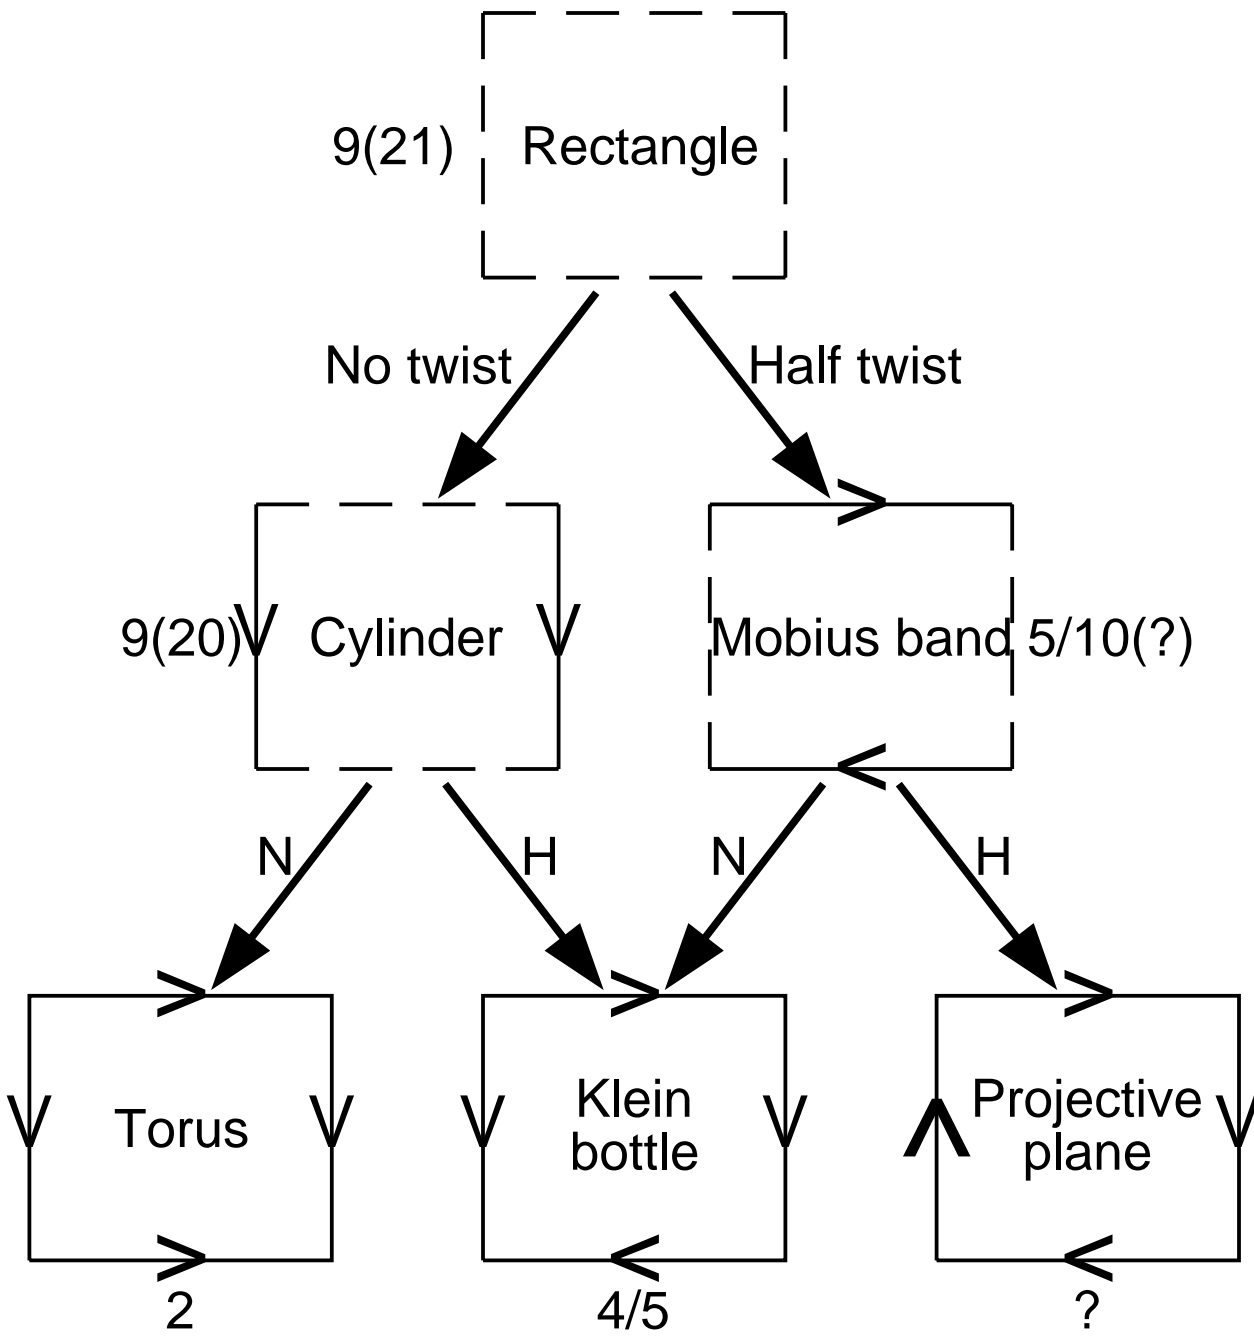 9(21)
Rectangle
No twist
Half twist
9(20)
Cylinder
Mobius band
5/10(?)
N
H
N
H
Torus
Klein
bottle
Projective
plane
2
4/5
?